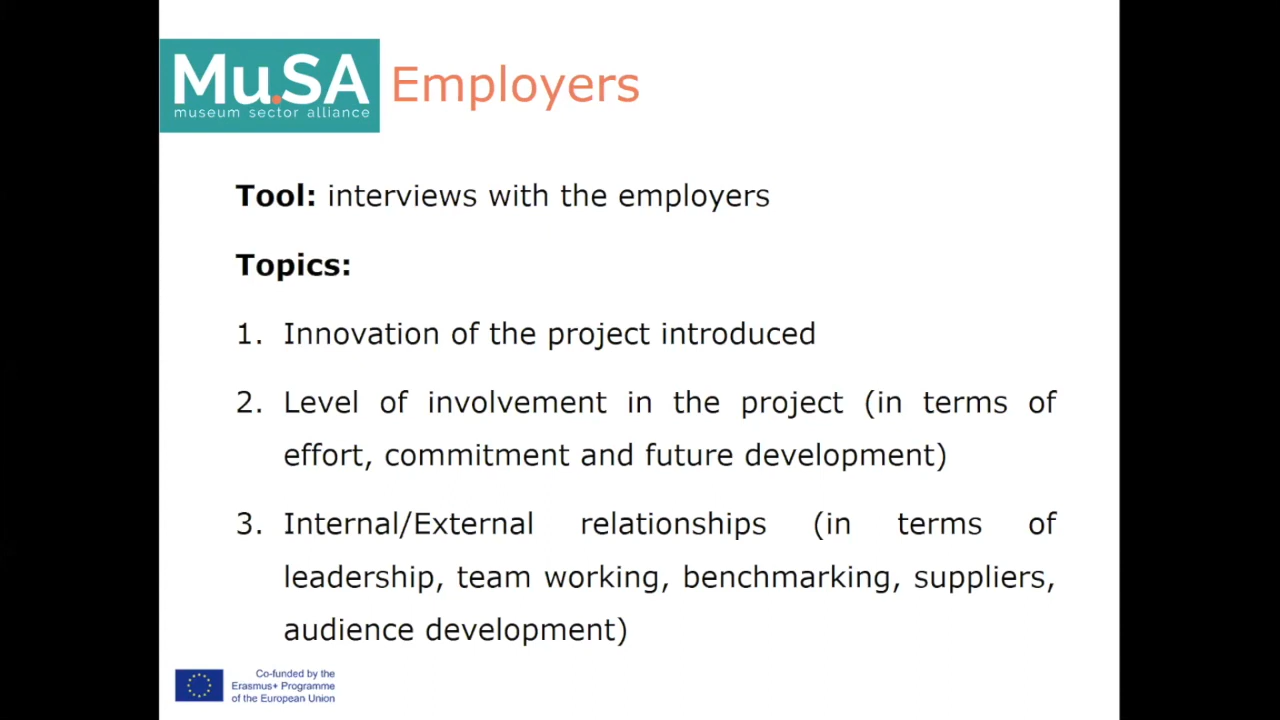 Mu.SA
museum sector alliance
Employers
Tool: interviews with the employers
Topics:
1. Innovation of the project introduced
2. Level of involvement in the project (in terms of
effort, commitment and future development)
3. Internal/External relationships (in terms of
leadership, team working, benchmarking, suppliers,
audience development)
Co-funded by the
Erasmus+ Programme
of the European Union